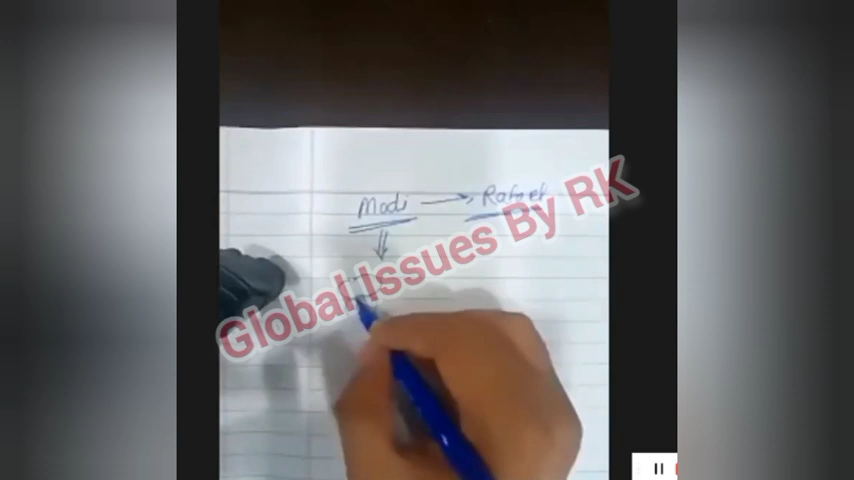 Modi → Rafael
Global Issues By RK